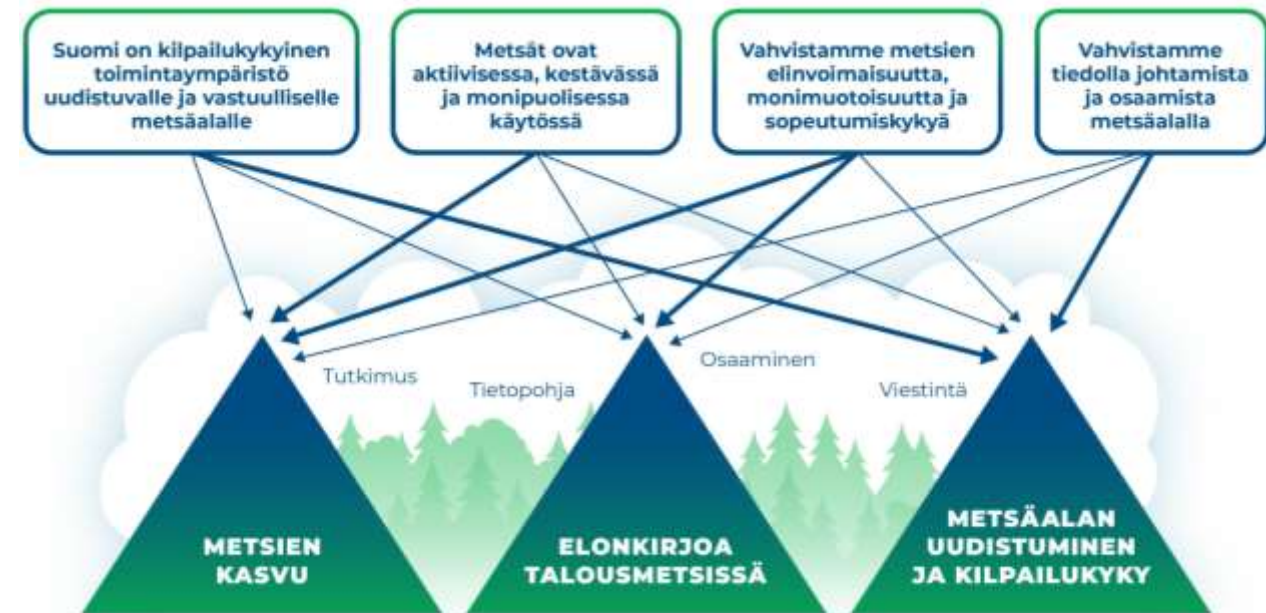 Suomi on kilpailukykyinen
toimintaympäristö
uudistuvalle ja vastuulliselle
metsäalalle
Metsät ovat
aktiivisessa, kestävässä
ja monipuolisessa
käytössä
Vahvistamme metsien
elinvoimaisuutta,
monimuotoisuutta ja
sopeutumiskykyä
Vahvistamme
tiedolla johtamista
ja osaamista
metsäalalla
Tutkimus
Tietopohja
Osaaminen
Viestintä
METSIEN
KASVU
ELONKIRJOA
TALOUSMETSISSÄ
METSÄALAN
UUDISTUMINEN
JA KILPAILUKYKY